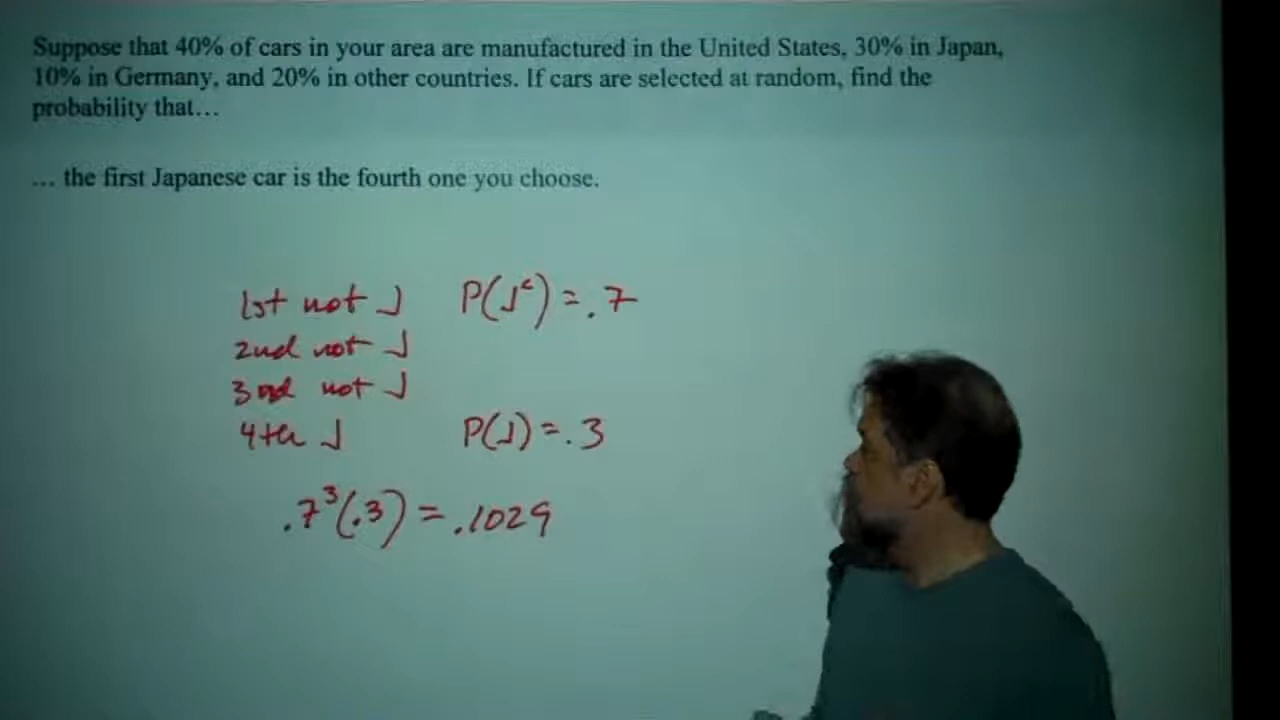 Suppose that 40% of cars in your area are manufactured in the United States, 30% in Japan,
10% in Germany, and 20% in other countries. If cars are selected at random, find the
probability that…
… the first Japanese car is the fourth one you choose.
1st not J P(Jᶜ) = .7
2nd not J
3rd not J
4th J P(J) = .3
.7³(.3) = .1029